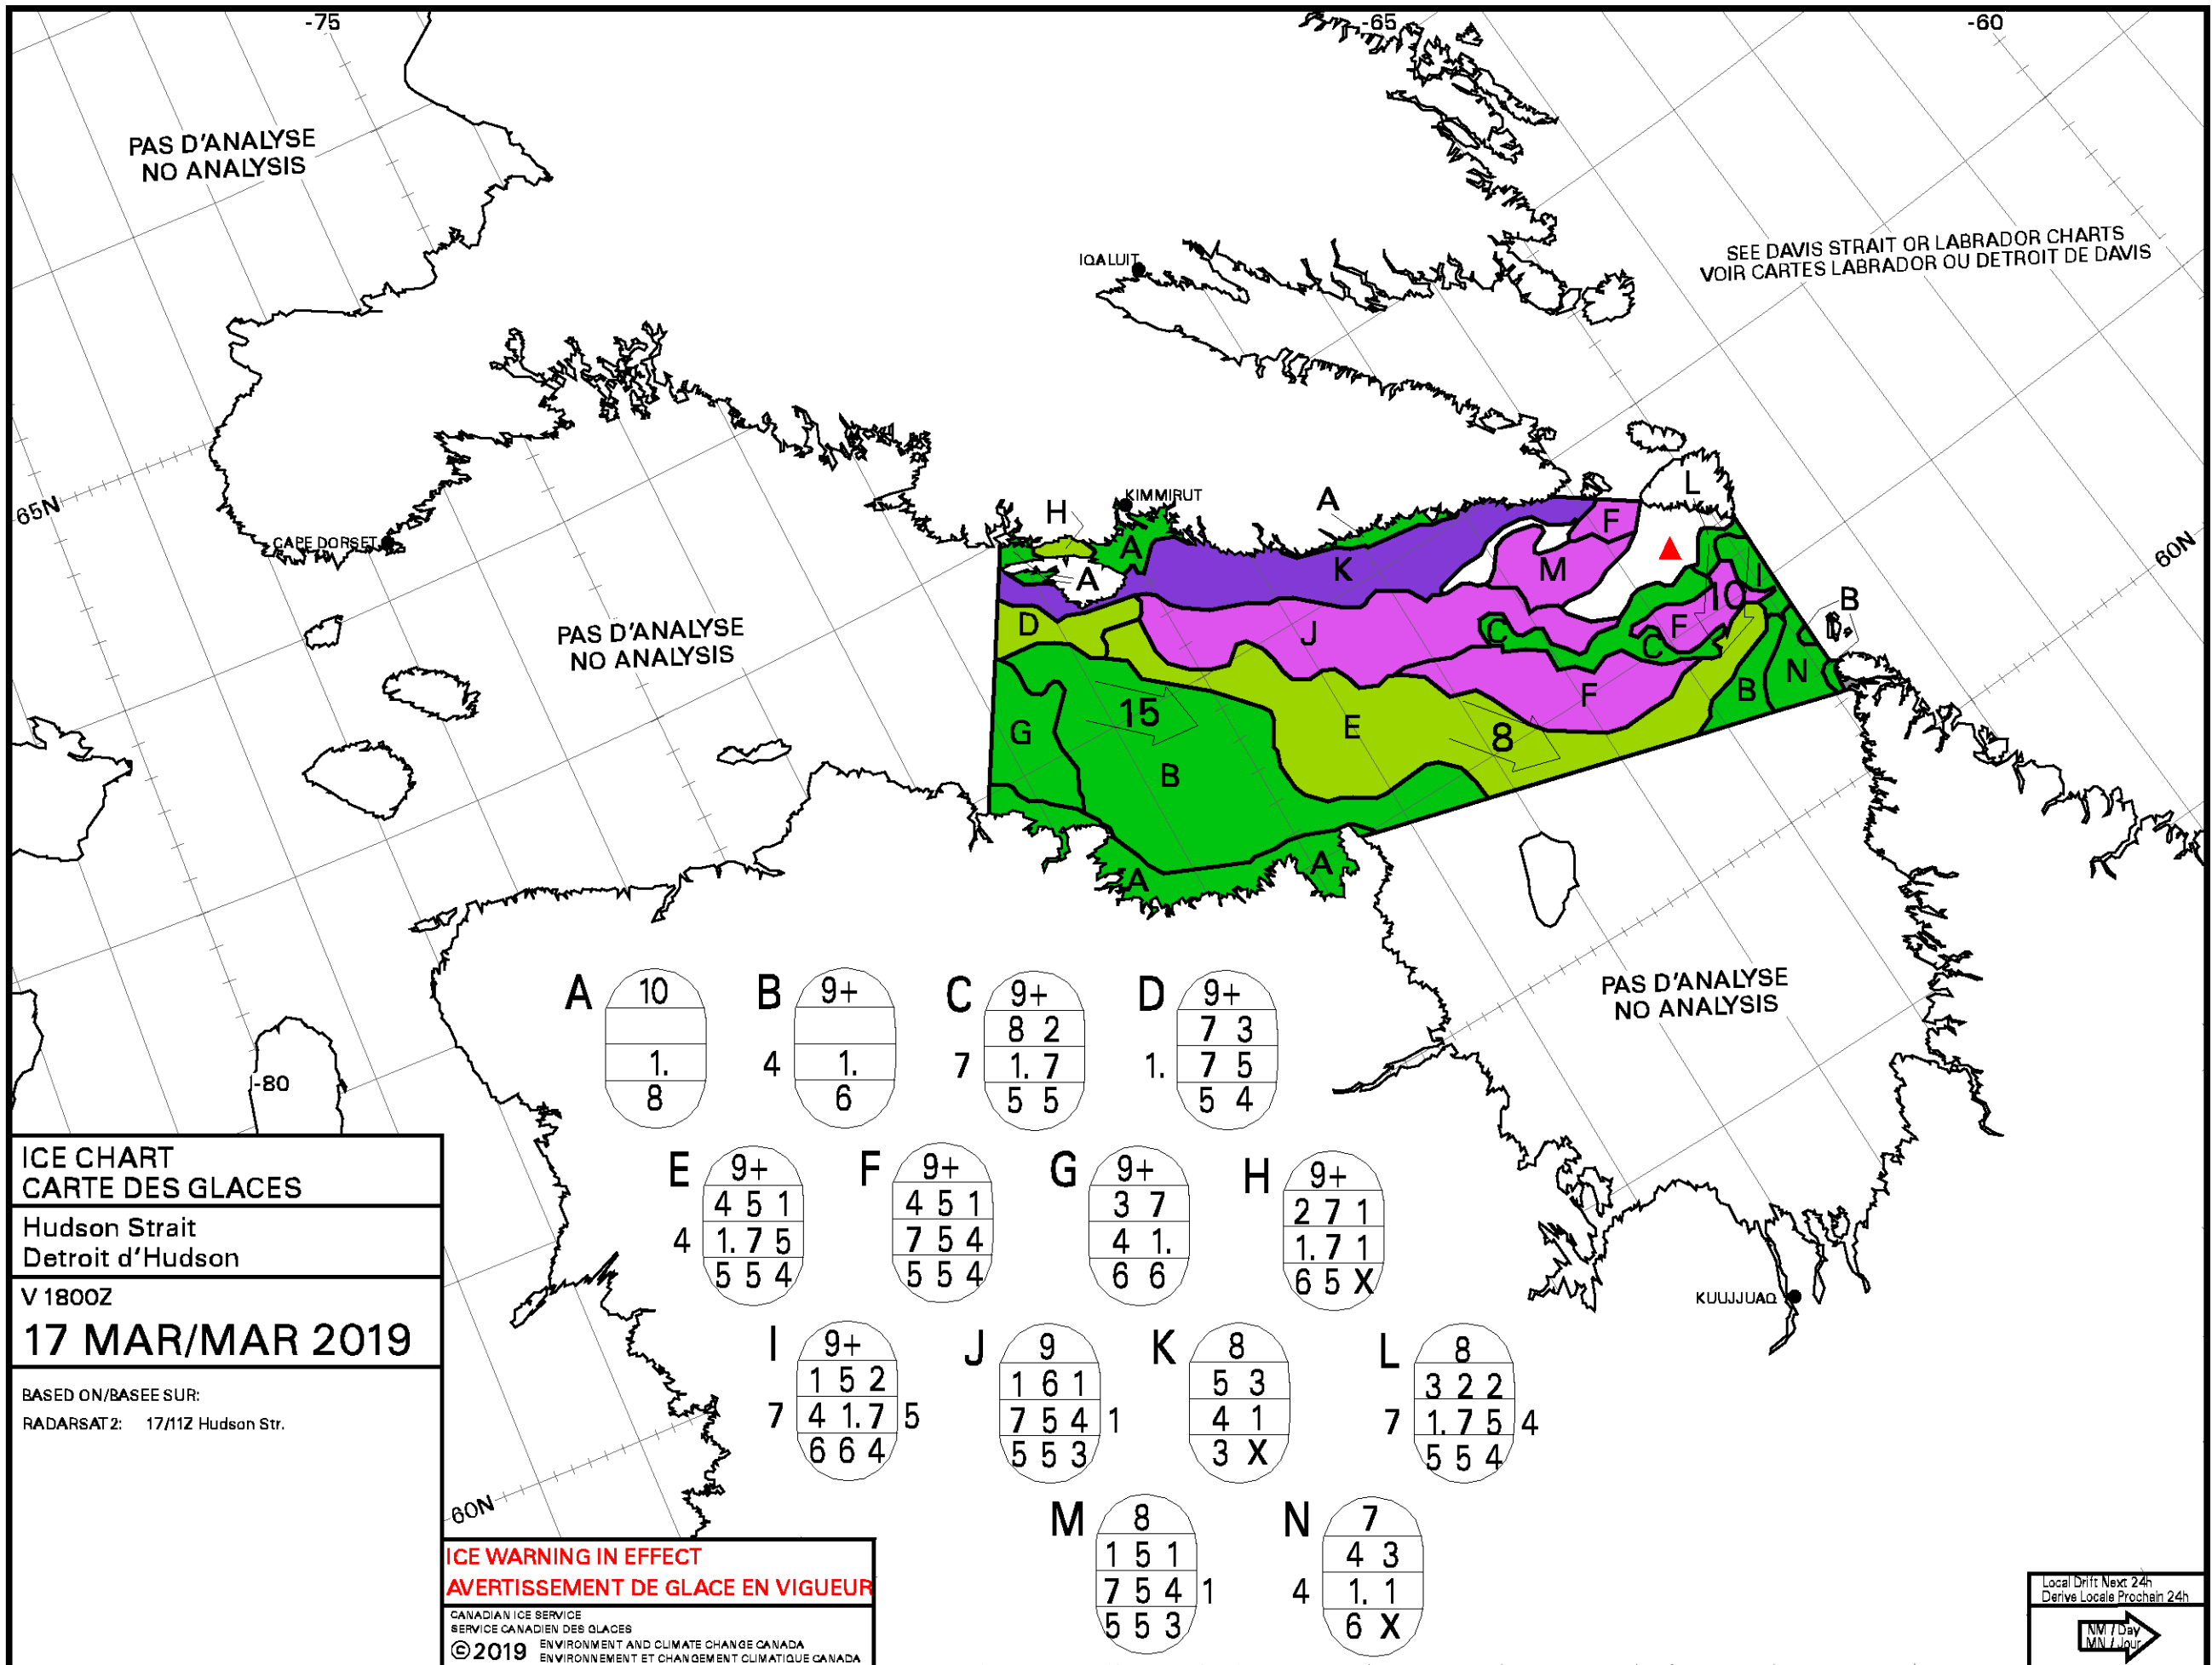 -75
-65
-60
PAS D'ANALYSE
NO ANALYSIS
SEE DAVIS STRAIT OR LABRADOR CHARTS
VOIR CARTES LABRADOR OU DETROIT DE DAVIS
IQALUIT
65N
CAPE DORSET
H
KIMMIRUT
A
L
F
A
K
M
I
A
10
60N
B
D
J
C
F
C
PAS D'ANALYSE
NO ANALYSIS
N
B
F
15
G
E
8
B
A
A
PAS D'ANALYSE
NO ANALYSIS
-80
A
10
1.
8
B
9+
4 1.
6
C
9+
8 2
7 1. 7
5 5
D
9+
7 3
1. 7 5
5 4
E
9+
4 5 1
4 1. 7 5
5 5 4
F
9+
4 5 1
7 5 4
5 5 4
G
9+
3 7
4 1.
6 6
H
9+
2 7 1
1. 7 1
6 5 X
I
9+
1 5 2
7 4 1. 7 5
6 6 4
J
9
1 6 1
7 5 4 1
5 5 3
K
8
5 3
4 1
3 X
L
8
3 2 2
7 1. 7 5 4
5 5 4
M
8
1 5 1
7 5 4 1
5 5 3
N
7
4 3
4 1. 1
6 X
KUUJJUAQ
60N
ICE CHART
CARTE DES GLACES
Hudson Strait
Detroit d'Hudson
V 1800Z
17 MAR/MAR 2019
BASED ON/BASEE SUR:
RADARSAT2: 17/11Z Hudson Str.
ICE WARNING IN EFFECT
AVERTISSEMENT DE GLACE EN VIGUEUR
CANADIAN ICE SERVICE
SERVICE CANADIEN DES GLACES
©2019 ENVIRONMENT AND CLIMATE CHANGE CANADA
ENVIRONNEMENT ET CHANGEMENT CLIMATIQUE CANADA
Local Drift Next 24h
Derive Locale Prochain 24h
NM / Day
MN / Jour